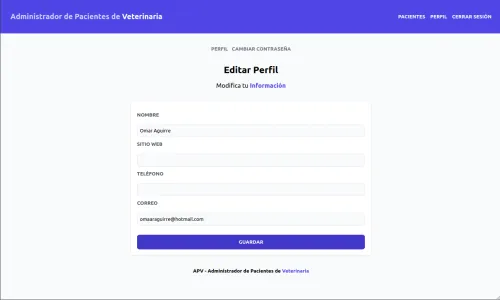 Administrador de Pacientes de Veterinaria
PACIENTES PERFIL CERRAR SESIÓN
PERFIL CAMBIAR CONTRASEÑA
Editar Perfil
Modifica tu Información
NOMBRE
Omar Aguirre
SITIO WEB
TELÉFONO
CORREO
omaaraguirre@hotmail.com
GUARDAR
APV - Administrador de Pacientes de Veterinaria